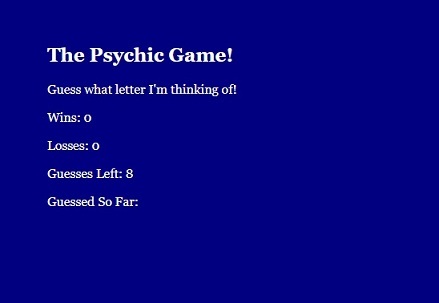 The Psychic Game!
Guess what letter I'm thinking of!
Wins: 0
Losses: 0
Guesses Left: 8
Guessed So Far: